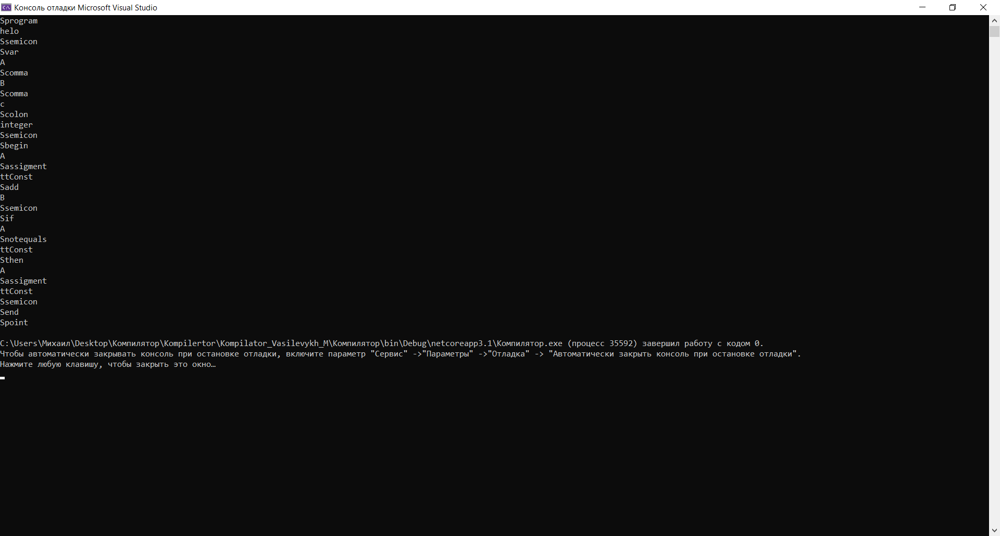 Консоль отладки Microsoft Visual Studio
Sprogram
helo
Ssemicon
Svar
A
Scomma
B
Scomma
c
Scolon
integer
Ssemicon
Sbegin
A
Sassigment
ttConst
Sadd
B
Ssemicon
Sif
A
Snotequals
ttConst
Sthen
A
Sassigment
ttConst
Ssemicon
Send
Spoint
C:\Users\Михаил\Desktop\Компилятор\Kompilertor\Kompilator_Vasilevykh_M\Компилятор\bin\Debug\netcoreapp3.1\Компилятор.exe (процесс 35592) завершил работу с кодом 0.
Чтобы автоматически закрывать консоль при остановке отладки, включите параметр "Сервис" ->"Параметры" ->"Отладка" -> "Автоматически закрыть консоль при остановке отладки".
Нажмите любую клавишу, чтобы закрыть это окно…